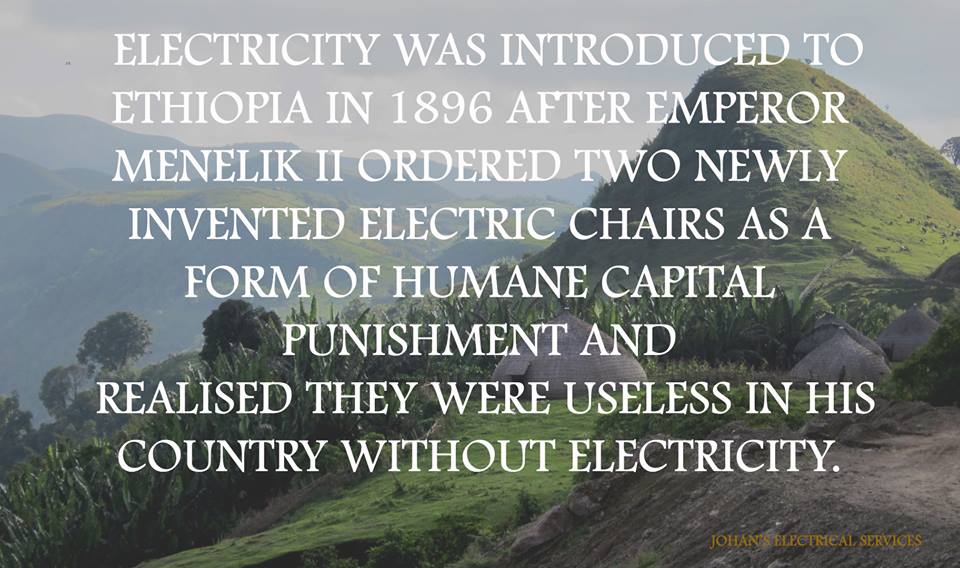 ELECTRICITY WAS INTRODUCED TO
ETHIOPIA IN 1896 AFTER EMPEROR
MENELIK II ORDERED TWO NEWLY
INVENTED ELECTRIC CHAIRS AS A
FORM OF HUMANE CAPITAL
PUNISHMENT AND
REALISED THEY WERE USELESS IN HIS
COUNTRY WITHOUT ELECTRICITY.
JOHAN'S ELECTRICAL SERVICES